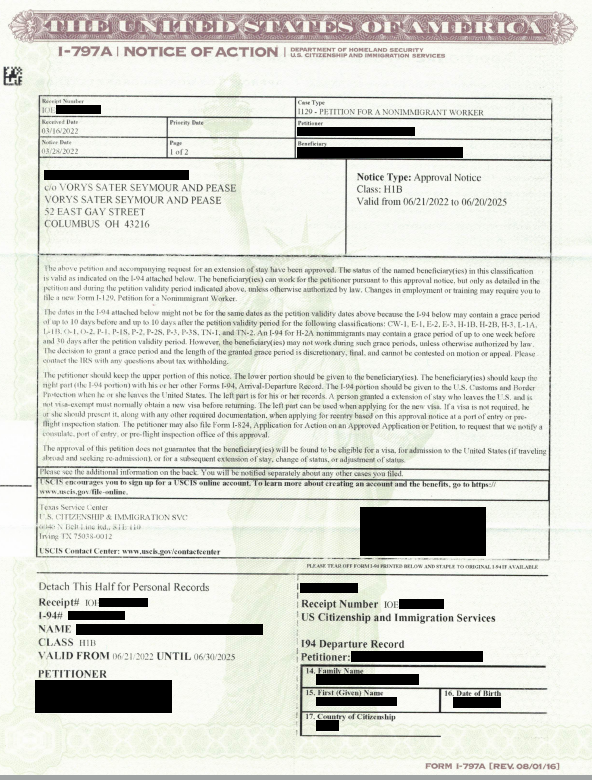 THE UNITED STATES OF AMERICA
I-797A | NOTICE OF ACTION | DEPARTMENT OF HOMELAND SECURITY
U.S. CITIZENSHIP AND IMMIGRATION SERVICES
Receipt Number
IOE
Case Type
I129 - PETITION FOR A NONIMMIGRANT WORKER
Received Date
03/16/2022
Priority Date
Petitioner
Notice Date
03/28/2022
Page
1 of 2
Beneficiary
c/o VORYS SATER SEYMOUR AND PEASE
VORYS SATER SEYMOUR AND PEASE
52 EAST GAY STREET
COLUMBUS OH 43216
Notice Type: Approval Notice
Class: H1B
Valid from 06/21/2022 to 06/20/2025
The above petition and accompanying request for an extension of stay have been approved. The status of the named beneficiary(ies) in this classification
is valid as indicated on the I-94 attached below. The beneficiary(ies) can work for the petitioner pursuant to this approval notice, but only as detailed in the
petition and during the petition validity period indicated above, unless otherwise authorized by law. Changes in employment or training may require you to
file a new Form I-129, Petition for a Nonimmigrant Worker.
The dates in the I-94 attached below might not be for the same dates as the petition validity dates above because the I-94 below may contain a grace period
of up to 10 days before and up to 10 days after the petition validity period for the following classifications: CW-1, E-1, E-2, E-3, H-1B, H-2B, H-3, L-1A,
L-1B, O-1, O-2, P-1, P-1S, P-2, P-2S, P-3, P-3S, TN-1, and TN-2. An I-94 for H-2A nonimmigrants may contain a grace period of up to one week before
and 30 days after the petition validity period. However, the beneficiary(ies) may not work during such grace periods, unless otherwise authorized by law.
The decision to grant a grace period and the length of the granted grace period is discretionary, final, and cannot be contested on motion or appeal. Please
contact the IRS with any questions about tax withholding.
The petitioner should keep the upper portion of this notice. The lower portion should be given to the beneficiary(ies). The beneficiary(ies) should keep the
right part (the I-94 portion) with his or her other Forms I-94, Arrival-Departure Record. The I-94 portion should be given to the U.S. Customs and Border
Protection when he or she leaves the United States. The left part is for his or her records. A person granted a extension of stay who leaves the U.S. and is
not visa-exempt must normally obtain a new visa before returning. The left part can be used when applying for the new visa. If a visa is not required, he
or she should present it, along with any other required documentation, when applying for reentry based on this approval notice at a port of entry or pre-
flight inspection station. The petitioner may also file Form I-824, Application for Action on an Approved Application or Petition, to request that we notify a
consulate, port of entry, or pre-flight inspection office of this approval.
The approval of this petition does not guarantee that the beneficiary(ies) will be found to be eligible for a visa, for admission to the United States (if traveling
abroad and seeking re-admission), or for a subsequent extension of stay, change of status, or adjustment of status.
Please see the additional information on the back. You will be notified separately about any other cases you filed.
USCIS encourages you to sign up for a USCIS online account. To learn more about creating an account and the benefits, go to https://
www.uscis.gov/file-online.
Texas Service Center
U.S. CITIZENSHIP & IMMIGRATION SVC
6046 N Belt Line Rd., STE 110
Irving TX 75038-0012
USCIS Contact Center: www.uscis.gov/contactcenter
PLEASE TEAR OFF FORM I-94 PRINTED BELOW AND STAPLE TO ORIGINAL I-94 IF AVAILABLE
Detach This Half for Personal Records
Receipt# IOE
I-94#
NAME
CLASS H1B
VALID FROM 06/21/2022 UNTIL 06/30/2025
PETITIONER
Receipt Number IOE
US Citizenship and Immigration Services
I94 Departure Record
Petitioner:
14. Family Name
15. First (Given) Name
16. Date of Birth
17. Country of Citizenship
FORM I-797A [REV. 08/01/16]